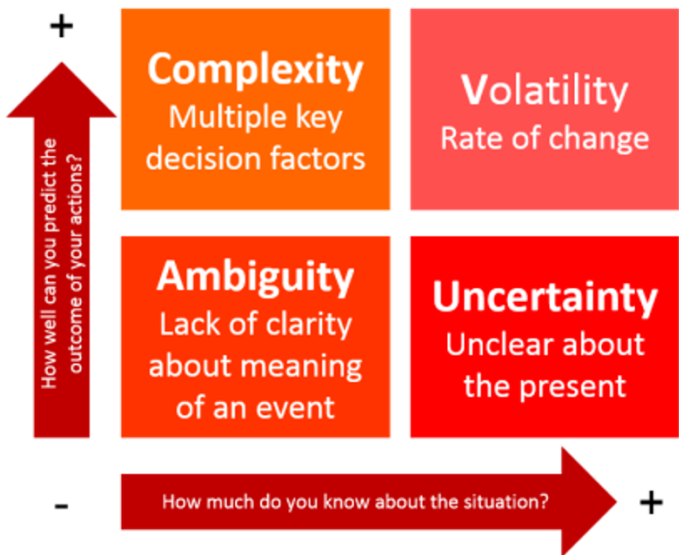 +
Complexity
Multiple key
decision factors
Volatility
Rate of change
How well can you predict the
outcome of your actions?
Ambiguity
Lack of clarity
about meaning
of an event
Uncertainty
Unclear about
the present
-
How much do you know about the situation?
+